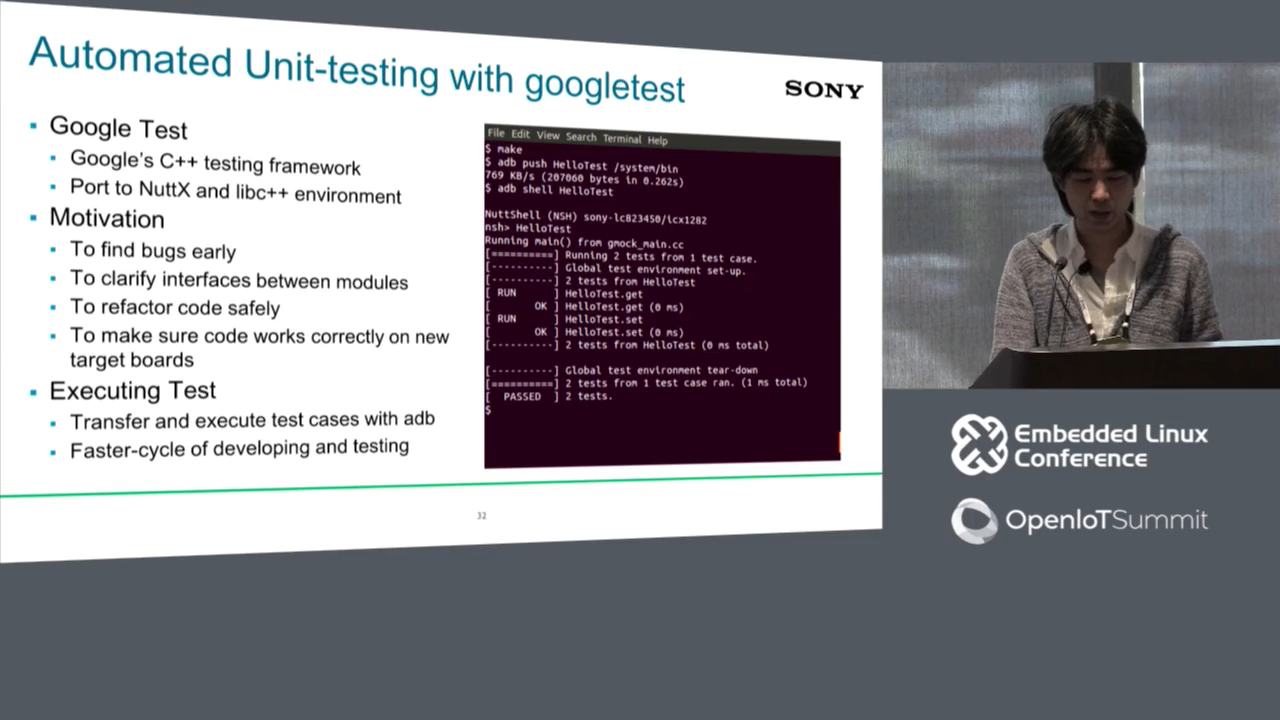 Automated Unit-testing with googletest
SONY
Google Test
Google's C++ testing framework
Port to NuttX and libc++ environment
Motivation
To find bugs early
To clarify interfaces between modules
To refactor code safely
To make sure code works correctly on new
target boards
Executing Test
Transfer and execute test cases with adb
Faster-cycle of developing and testing
File Edit View Search Terminal Help
$ make
$ adb push HelloTest /system/bin
769 KB/s (207060 bytes in 0.262s)
$ adb shell HelloTest
NuttShell (NSH) sony-lc823450/icx1282
nsh> HelloTest
Running main() from gmock_main.cc
[==========] Running 2 tests from 1 test case.
[----------] Global test environment set-up.
[----------] 2 tests from HelloTest
[ RUN      ] HelloTest.get
[       OK ] HelloTest.get (0 ms)
[ RUN      ] HelloTest.set
[       OK ] HelloTest.set (0 ms)
[----------] 2 tests from HelloTest (0 ms total)
[----------] Global test environment tear-down
[==========] 2 tests from 1 test case ran. (1 ms total)
[  PASSED  ] 2 tests.
$
32
Embedded Linux
Conference
OpenIoTSummit